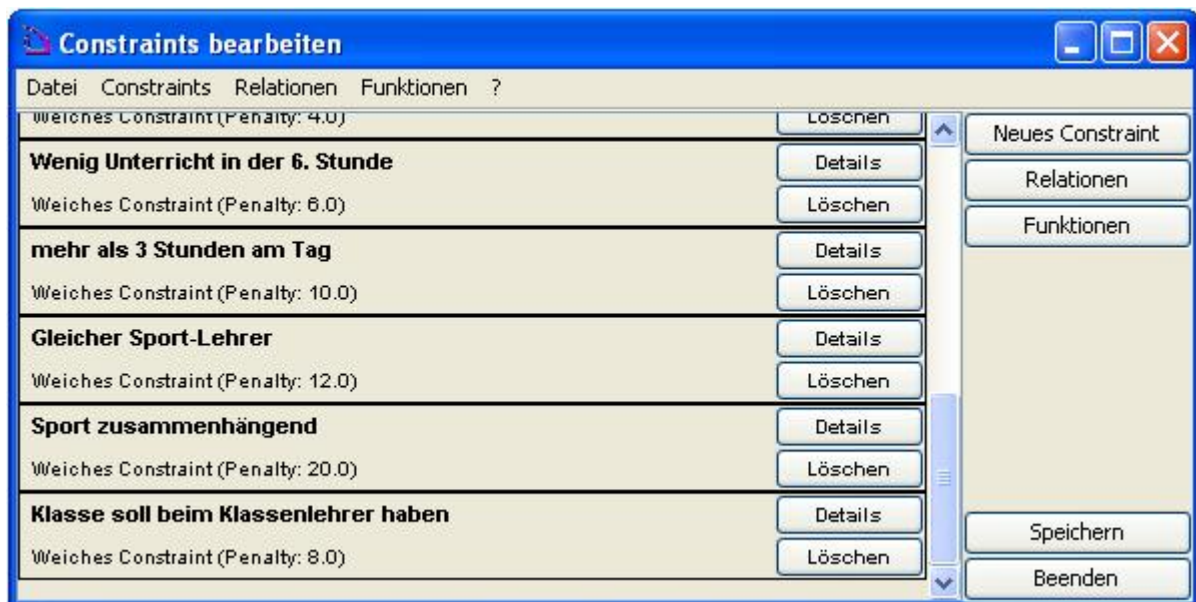 Constraints bearbeiten
Datei Constraints Relationen Funktionen ?
Weiches Constraint (Penalty: 4.0)
Löschen
Neues Constraint
Wenig Unterricht in der 6. Stunde
Details
Relationen
Weiches Constraint (Penalty: 6.0)
Löschen
Funktionen
mehr als 3 Stunden am Tag
Details
Weiches Constraint (Penalty: 10.0)
Löschen
Gleicher Sport-Lehrer
Details
Weiches Constraint (Penalty: 12.0)
Löschen
Sport zusammenhängend
Details
Weiches Constraint (Penalty: 20.0)
Löschen
Klasse soll beim Klassenlehrer haben
Details
Weiches Constraint (Penalty: 8.0)
Löschen
Speichern
Beenden